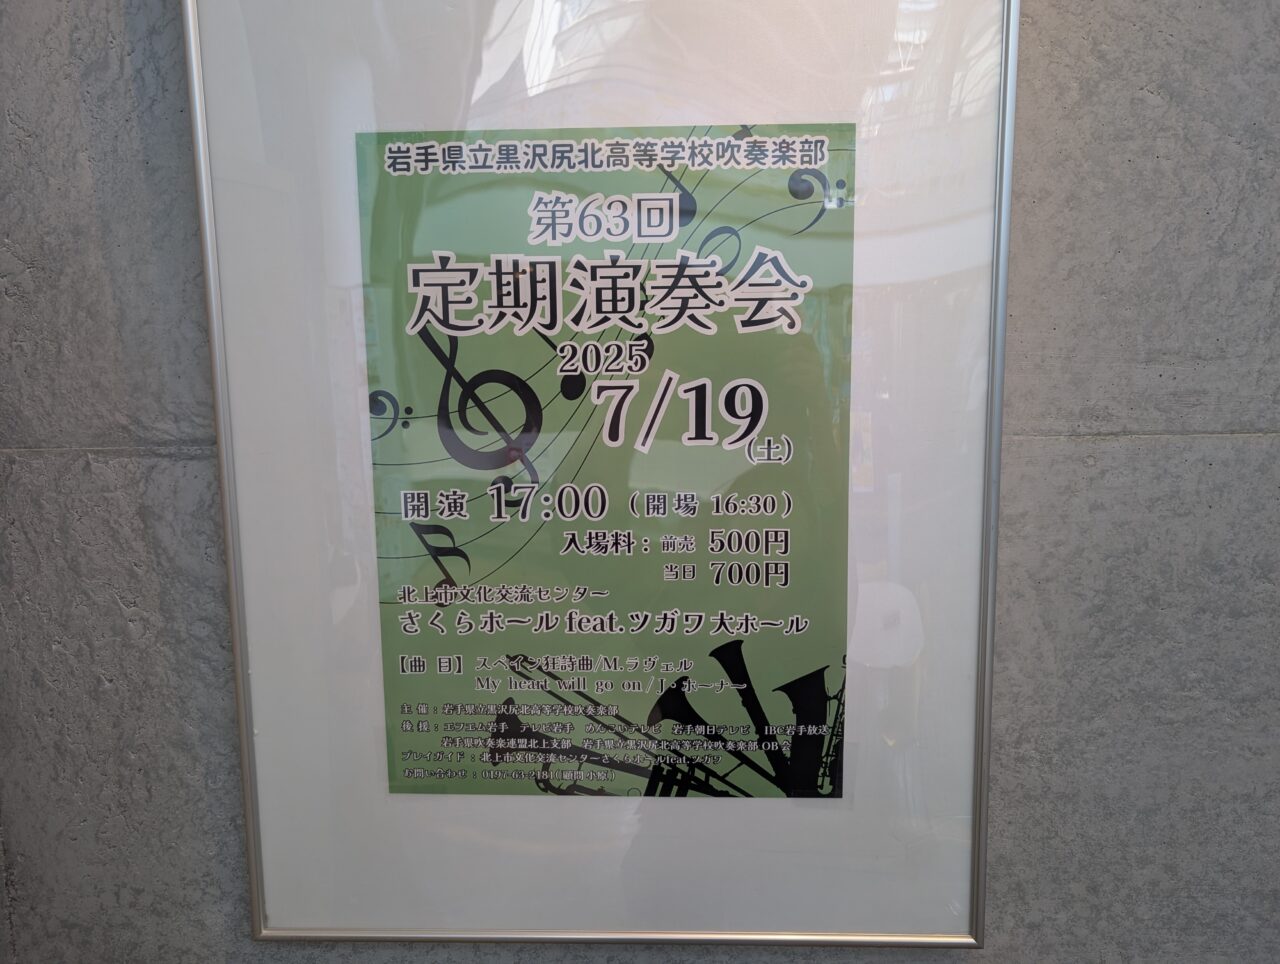 岩手県立黒沢尻北高等学校吹奏楽部
第63回
定期演奏会
2025
7/19
(土)
開演 17:00 (開場 16:30)
入場料: 前売 500円
当日 700円
北上市文化交流センター
さくらホール feat.ツガワ 大ホール
【曲 目】 スペイン狂詩曲/M.ラヴェル
My heart will go on / J・ホーナー
主 催 : 岩手県立黒沢尻北高等学校吹奏楽部
後 援 : エフエム岩手 テレビ岩手 めんこいテレビ 岩手朝日テレビ IBC岩手放送
岩手県吹奏楽連盟北上支部 岩手県立黒沢尻北高等学校吹奏楽部 OB会
プレイガイド : 北上市文化交流センターさくらホールfeat.ツガワ
お問い合わせ : 0197-63-2181(顧問 小原)